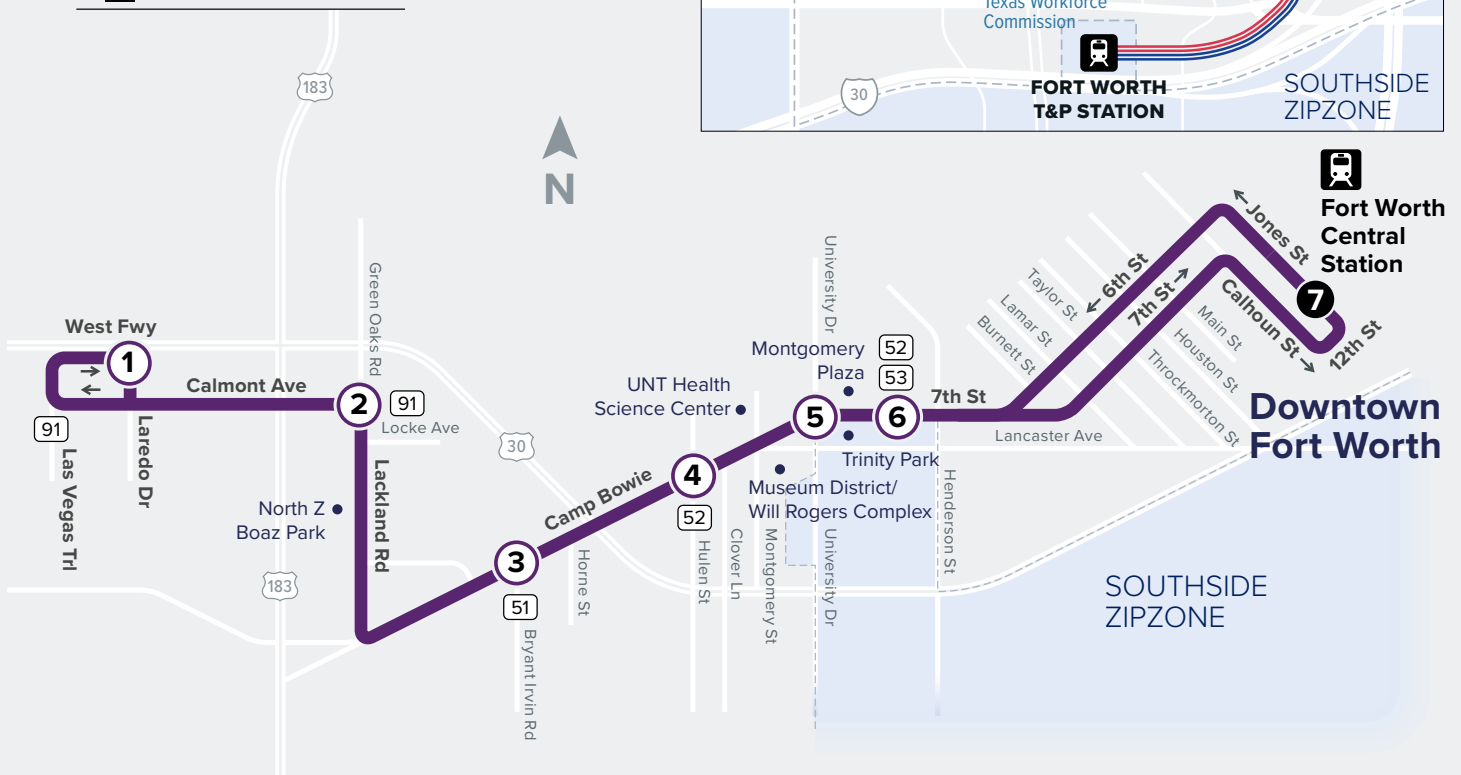 Texas Workforce
Commission
FORT WORTH
T&P STATION
30
SOUTHSIDE
ZIPZONE
183
N
Fort Worth
Central
Station
Jones St
6th St
7th St
Calhoun St
12th St
7
Main St
Houston St
Throckmorton St
Taylor St
Lamar St
Burnett St
Downtown
Fort Worth
University Dr
Green Oaks Rd
West Fwy
1
Calmont Ave
2
91
Locke Ave
91
Las Vegas Trl
Laredo Dr
Lackland Rd
North Z
Boaz Park
30
UNT Health
Science Center
Montgomery
Plaza
52
53
5
6
7th St
Lancaster Ave
Trinity Park
Museum District/
Will Rogers Complex
4
52
Camp Bowie
3
51
Bryant Irvin Rd
Horne St
Hulen St
Clover Ln
Montgomery St
University Dr
Henderson St
183
SOUTHSIDE
ZIPZONE